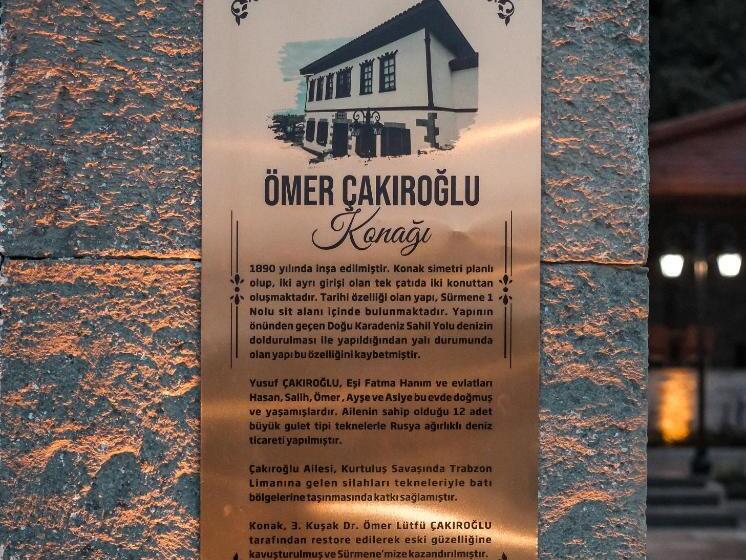 ÖMER ÇAKIROĞLU
Konağı
1890 yılında inşa edilmiştir. Konak simetri planlı
olup, iki ayrı girişi olan tek çatıda iki konuttan
oluşmaktadır. Tarihi özelliği olan yapı, Sürmene 1
Nolu sit alanı içinde bulunmaktadır. Yapının
önünden geçen Doğu Karadeniz Sahil Yolu denizin
doldurulması ile yapıldığından yalı durumunda
olan yapı bu özelliğini kaybetmiştir.
Yusuf ÇAKIROĞLU, Eşi Fatma Hanım ve evlatları
Hasan, Salih, Ömer , Ayşe ve Asiye bu evde doğmuş
ve yaşamışlardır. Ailenin sahip olduğu 12 adet
büyük gulet tipi teknelerle Rusya ağırlıklı deniz
ticareti yapılmıştır.
Çakıroğlu Ailesi, Kurtuluş Savaşında Trabzon
Limanına gelen silahları tekneleriyle batı
bölgelerine taşınmasında katkı sağlamıştır.
Konak, 3. Kuşak Dr. Ömer Lütfü ÇAKIROĞLU
tarafından restore edilerek eski güzelliğine
kavuşturulmuş ve Sürmene'mize kazandırılmıştır.